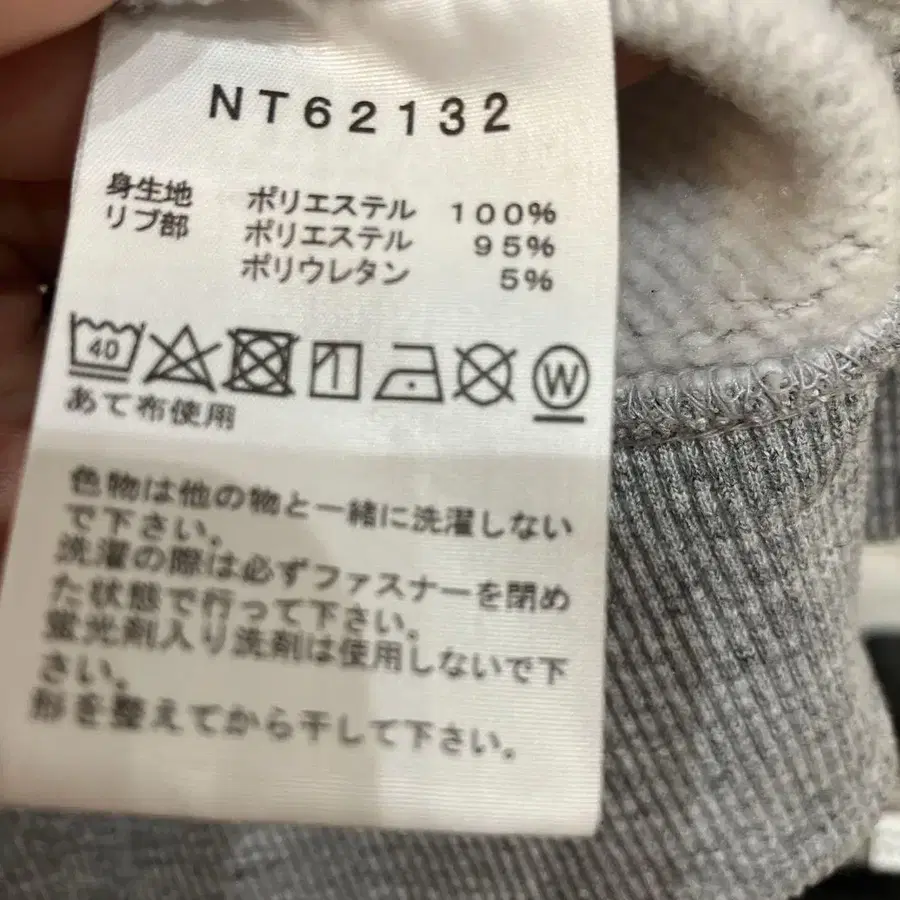 NT62132
身生地 ポリエステル 100%
リブ部 ポリエステル 95%
ポリウレタン 5%
40
W
あて布使用
色物は他の物と一緒に洗濯しない
で下さい。
洗濯の際は必ずファスナーを閉め
た状態で行って下さい。
蛍光剤入り洗剤は使用しないで下
さい。
形を整えてから干して下さい。